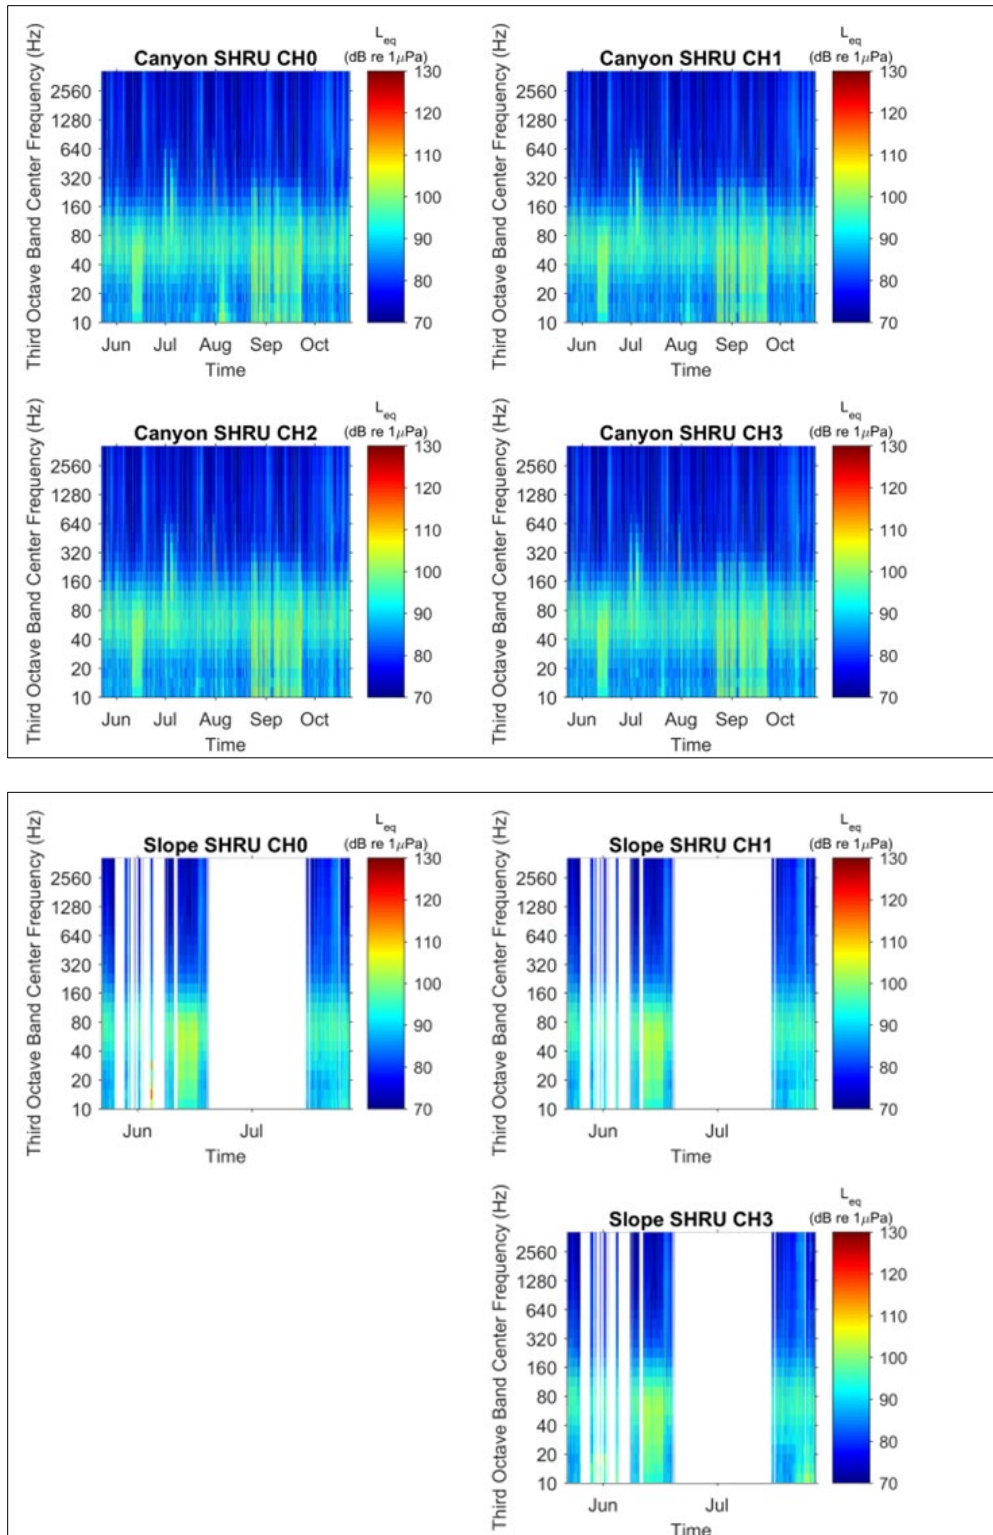 Canyon SHRU CH0
L_eq
(dB re 1μPa)
Third Octave Band Center Frequency (Hz)
2560
1280
640
320
160
80
40
20
10
Jun Jul Aug Sep Oct
Time
130
120
110
100
90
80
70
Canyon SHRU CH1
L_eq
(dB re 1μPa)
Third Octave Band Center Frequency (Hz)
2560
1280
640
320
160
80
40
20
10
Jun Jul Aug Sep Oct
Time
130
120
110
100
90
80
70
Canyon SHRU CH2
L_eq
(dB re 1μPa)
Third Octave Band Center Frequency (Hz)
2560
1280
640
320
160
80
40
20
10
Jun Jul Aug Sep Oct
Time
130
120
110
100
90
80
70
Canyon SHRU CH3
L_eq
(dB re 1μPa)
Third Octave Band Center Frequency (Hz)
2560
1280
640
320
160
80
40
20
10
Jun Jul Aug Sep Oct
Time
130
120
110
100
90
80
70
Slope SHRU CH0
L_eq
(dB re 1μPa)
Third Octave Band Center Frequency (Hz)
2560
1280
640
320
160
80
40
20
10
Jun Jul
Time
130
120
110
100
90
80
70
Slope SHRU CH1
L_eq
(dB re 1μPa)
Third Octave Band Center Frequency (Hz)
2560
1280
640
320
160
80
40
20
10
Jun Jul
Time
130
120
110
100
90
80
70
Slope SHRU CH3
L_eq
(dB re 1μPa)
Third Octave Band Center Frequency (Hz)
2560
1280
640
320
160
80
40
20
10
Jun Jul
Time
130
120
110
100
90
80
70